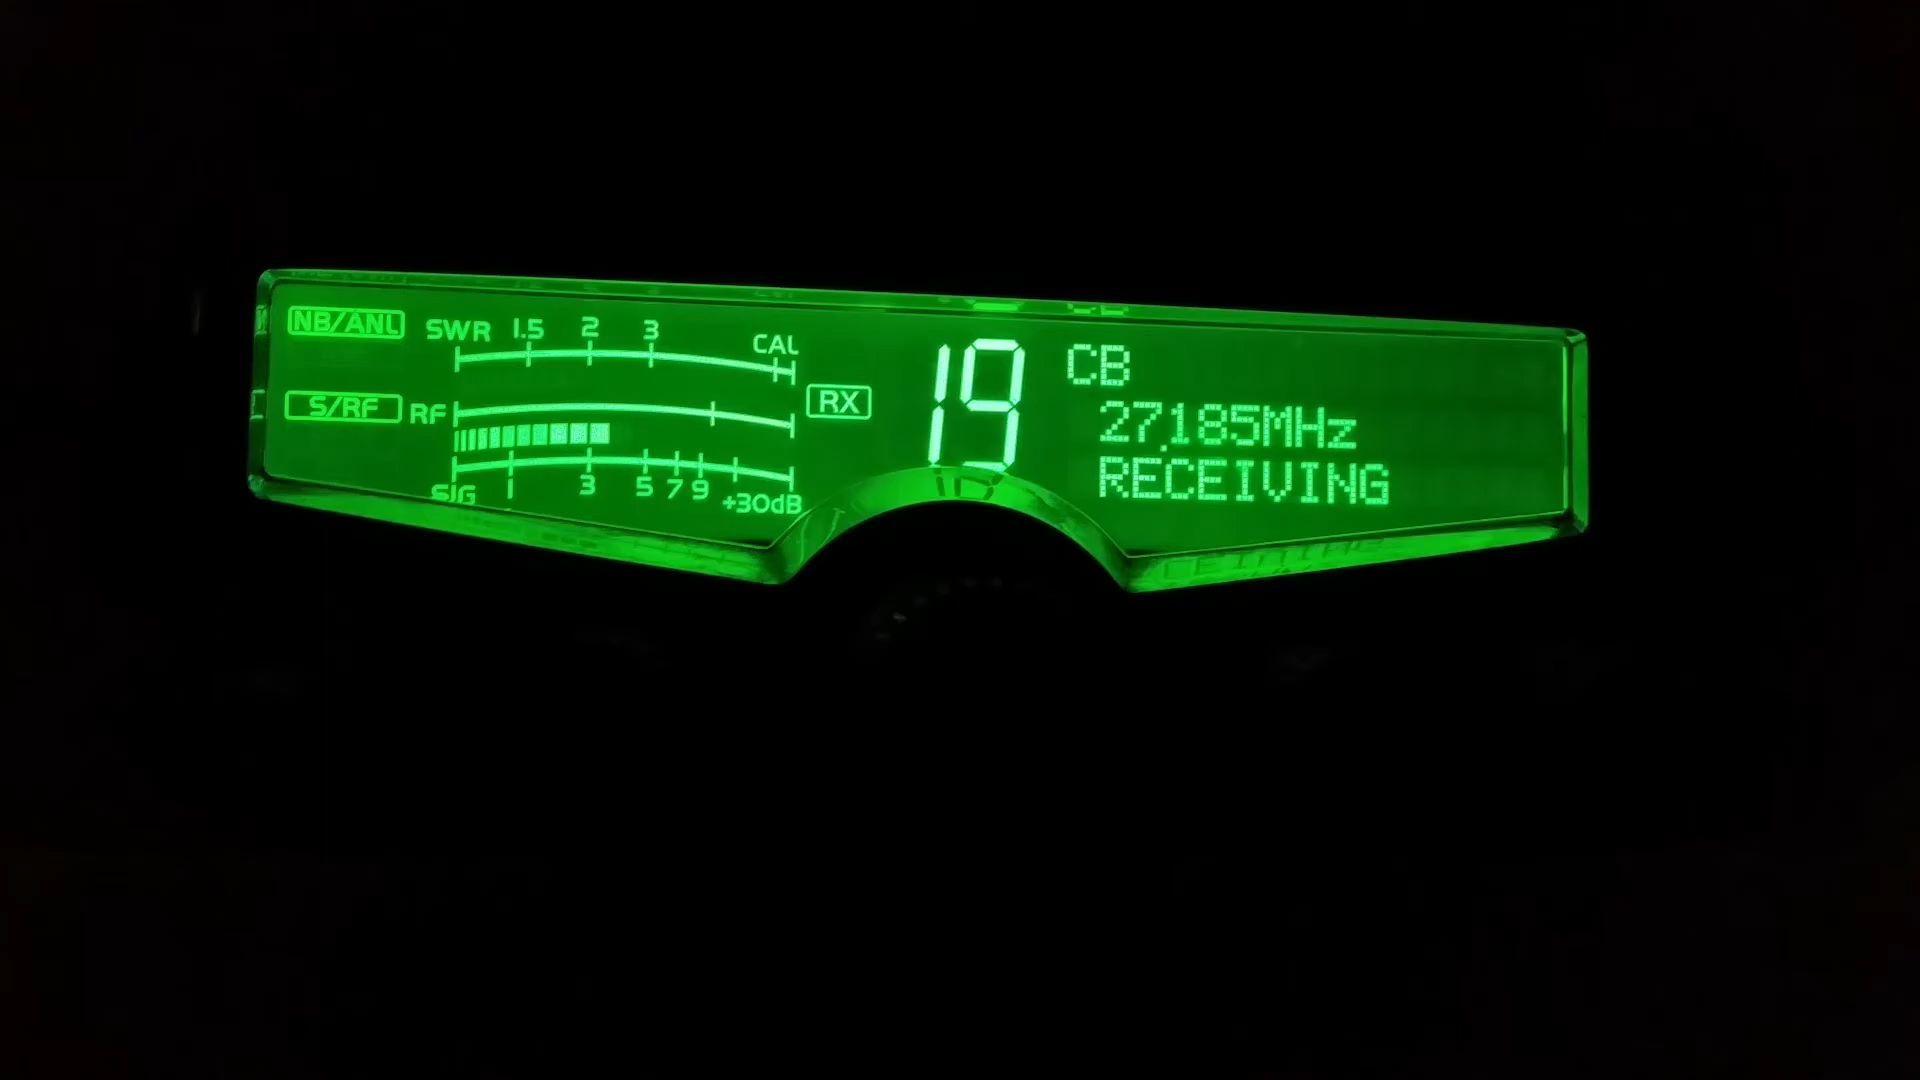 NB/ANL SWR 1.5 2 3 CAL
S/RF RF RX
SIG 1 3 5 7 9 +30dB
19
CB
27,185MHz
RECEIVING